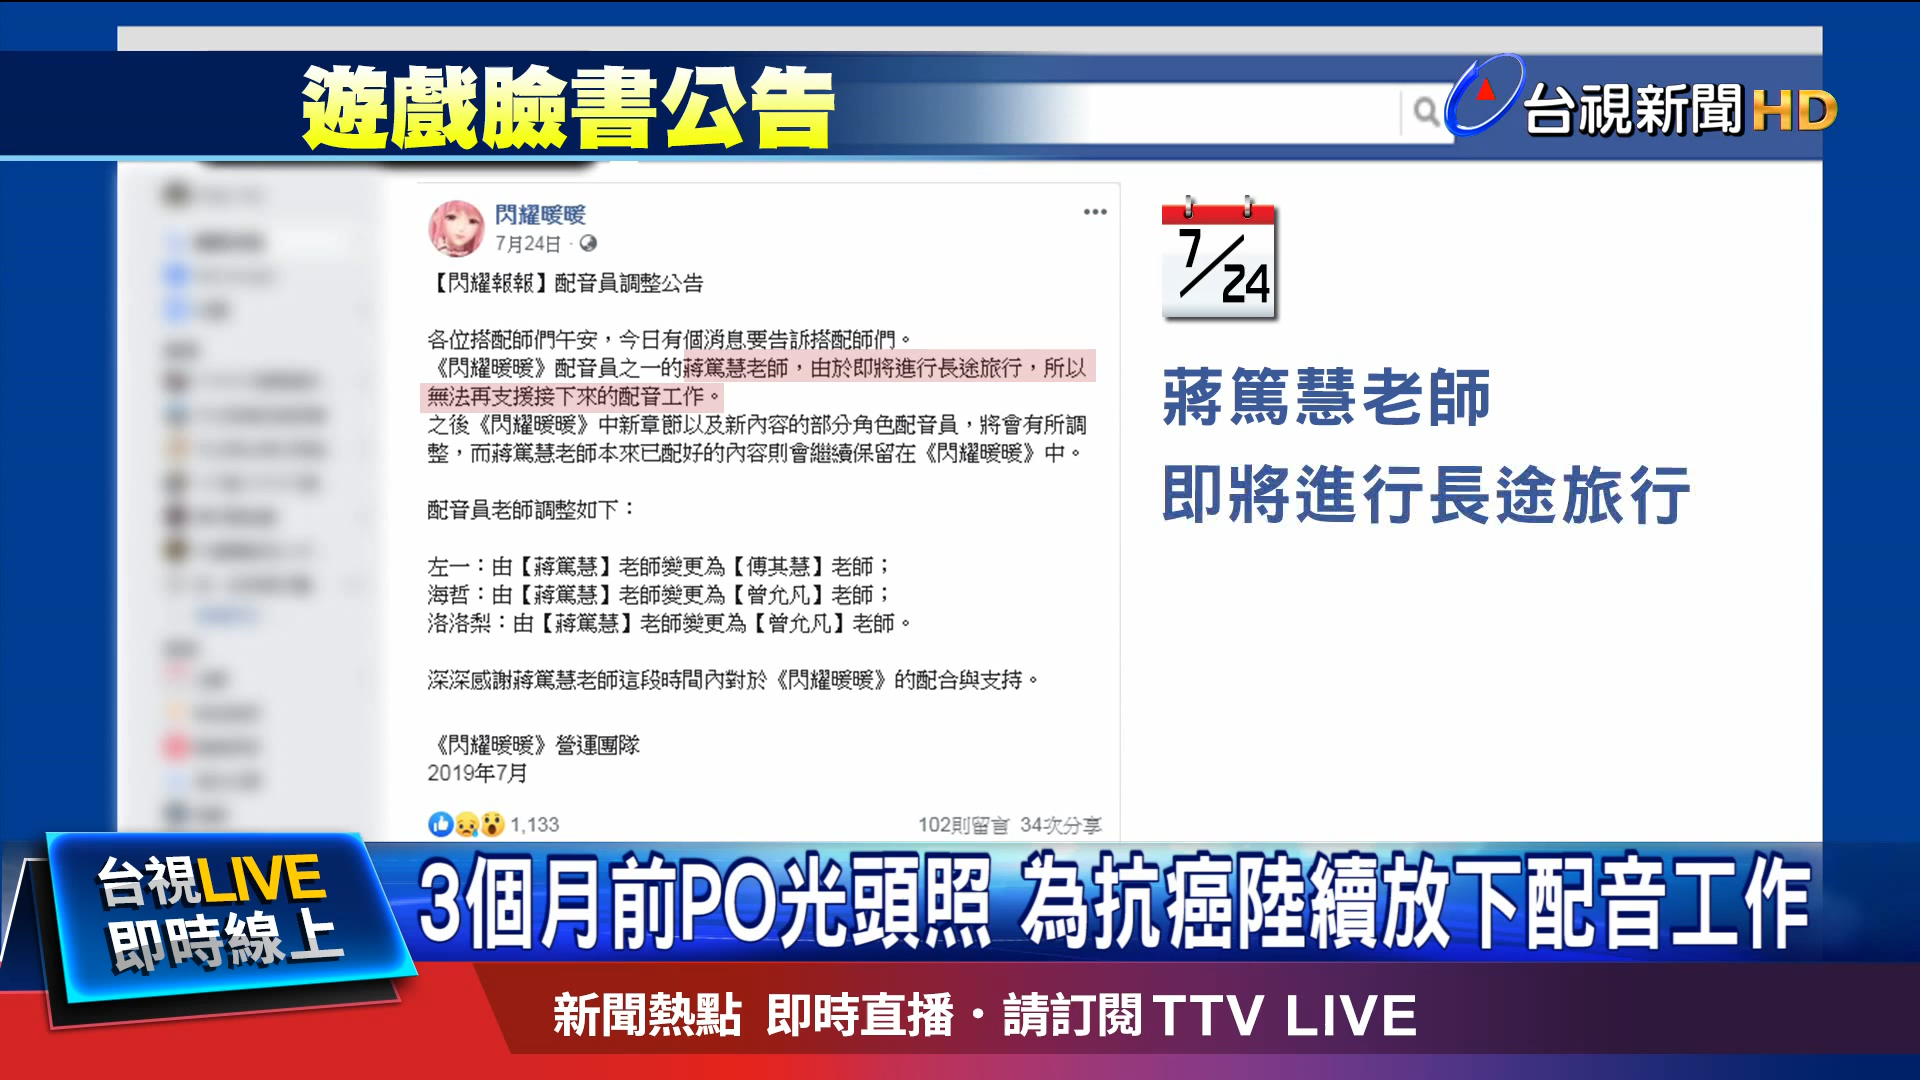 遊戲臉書公告
台視新聞HD
閃耀暖暖
7月24日
【閃耀報報】配音員調整公告
各位搭配師們午安，今日有個消息要告訴搭配師們。
《閃耀暖暖》配音員之一的蔣篤慧老師，由於即將進行長途旅行，所以
無法再支援接下來的配音工作。
之後《閃耀暖暖》中新章節以及新內容的部分角色配音員，將會有所調
整，而蔣篤慧老師本來已配好的內容則會繼續保留在《閃耀暖暖》中。
配音員老師調整如下：
左一：由【蔣篤慧】老師變更為【傅其慧】老師；
海哲：由【蔣篤慧】老師變更為【曾允凡】老師；
洛洛梨：由【蔣篤慧】老師變更為【曾允凡】老師。
深深感謝蔣篤慧老師這段時間內對於《閃耀暖暖》的配合與支持。
《閃耀暖暖》營運團隊
2019年7月
1,133
102則留言 34次分享
7/24
蔣篤慧老師
即將進行長途旅行
台視LIVE
即時線上
3個月前PO光頭照 為抗癌陸續放下配音工作
新聞熱點 即時直播・請訂閱TTV LIVE